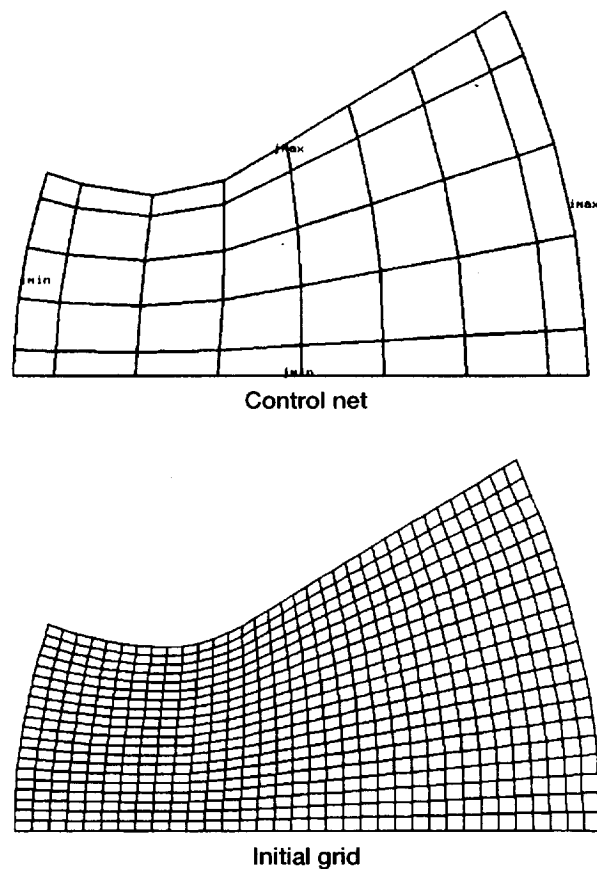 jmax
imax
imin
jmin
Control net
Initial grid